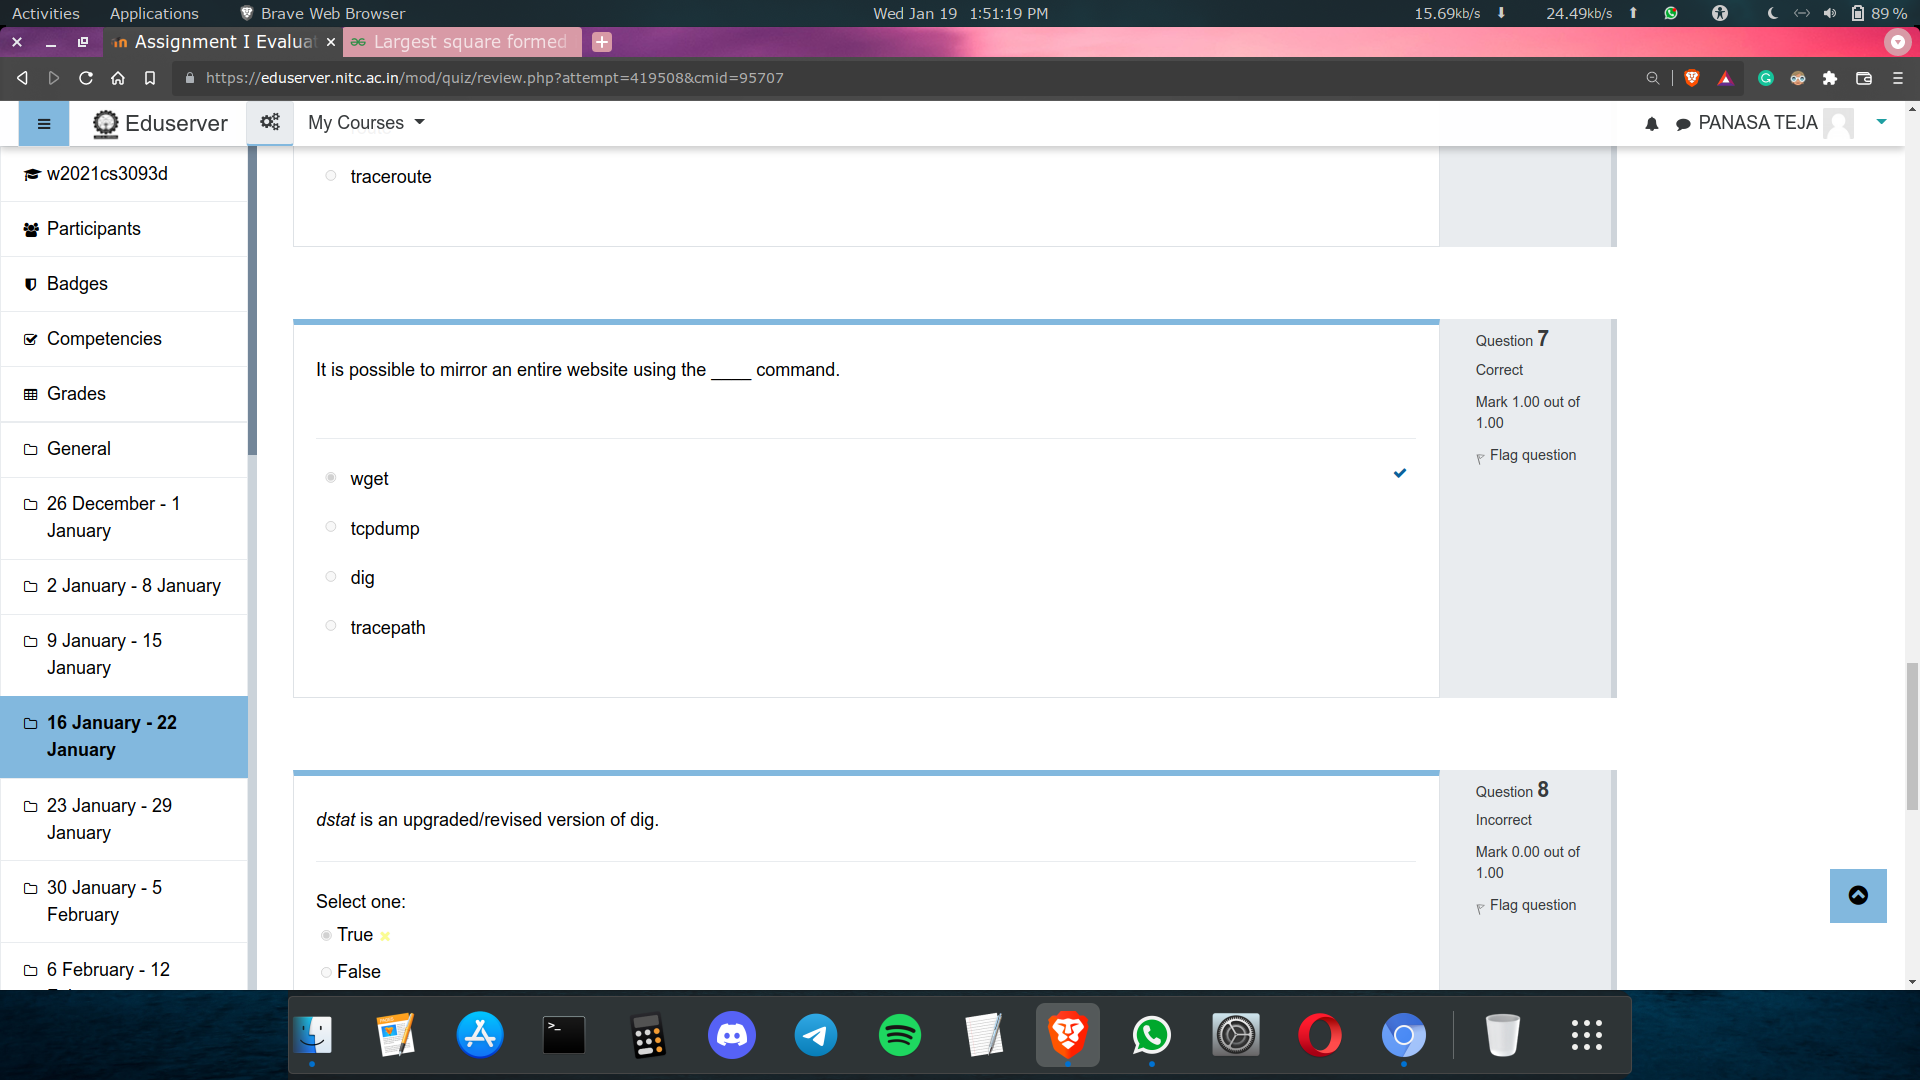 Activities Applications Brave Web Browser Wed Jan 19 1:51:19 PM 15.69kb/s 24.49kb/s 89 %
Assignment I Evaluat Largest square formed
https://eduserver.nitc.ac.in/mod/quiz/review.php?attempt=419508&cmid=95707
Eduserver My Courses PANASA TEJA
w2021cs3093d
Participants
Badges
Competencies
Grades
General
26 December - 1
January
2 January - 8 January
9 January - 15
January
16 January - 22
January
23 January - 29
January
30 January - 5
February
6 February - 12
traceroute
It is possible to mirror an entire website using the ____ command.
wget
tcpdump
dig
tracepath
Question 7
Correct
Mark 1.00 out of
1.00
Flag question
dstat is an upgraded/revised version of dig.
Select one:
True
False
Question 8
Incorrect
Mark 0.00 out of
1.00
Flag question